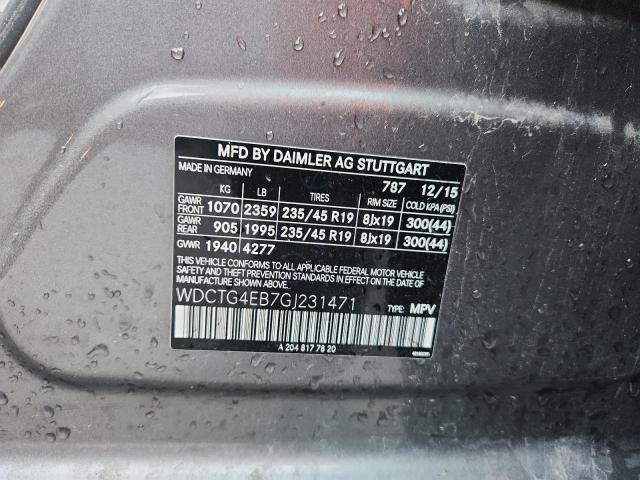 MFD BY DAIMLER AG STUTTGART
MADE IN GERMANY 787 12/15
KG LB TIRES RIM SIZE COLD KPA(PSI)
GAWR FRONT 1070 2359 235/45 R19 8Jx19 300(44)
GAWR REAR 905 1995 235/45 R19 8Jx19 300(44)
GWR 1940 4277
THIS VEHICLE CONFORMS TO ALL APPLICABLE FEDERAL MOTOR VEHICLE
SAFETY AND THEFT PREVENTION STANDARDS IN EFFECT ON THE DATE
OF MANUFACTURE SHOWN ABOVE.
WDCTG4EB7GJ231471 TYPE: MPV
A 204 817 78 20